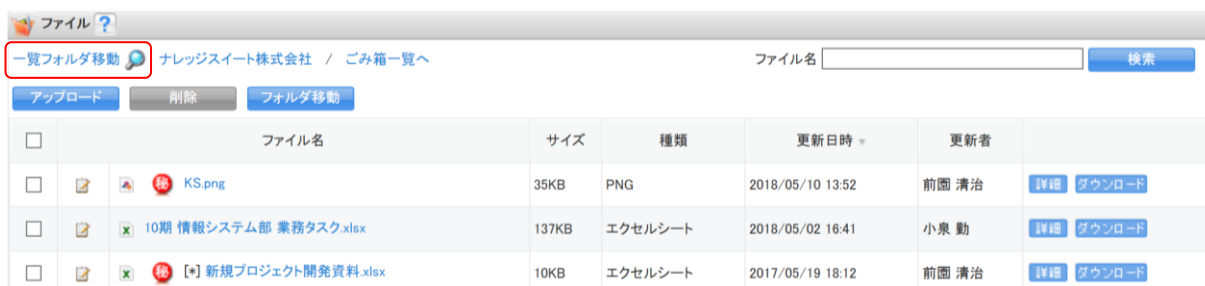 ファイル ?
一覧フォルダ移動 ナレッジスイート株式会社 / ごみ箱一覧へ ファイル名 検索
アップロード 削除 フォルダ移動
ファイル名 サイズ 種類 更新日時 ▼ 更新者
秘 KS.png 35KB PNG 2018/05/10 13:52 前園 清治 詳細 ダウンロード
10期 情報システム部 業務タスク.xlsx 137KB エクセルシート 2018/05/02 16:41 小泉 勤 詳細 ダウンロード
秘 [*] 新規プロジェクト開発資料.xlsx 10KB エクセルシート 2017/05/19 18:12 前園 清治 詳細 ダウンロード